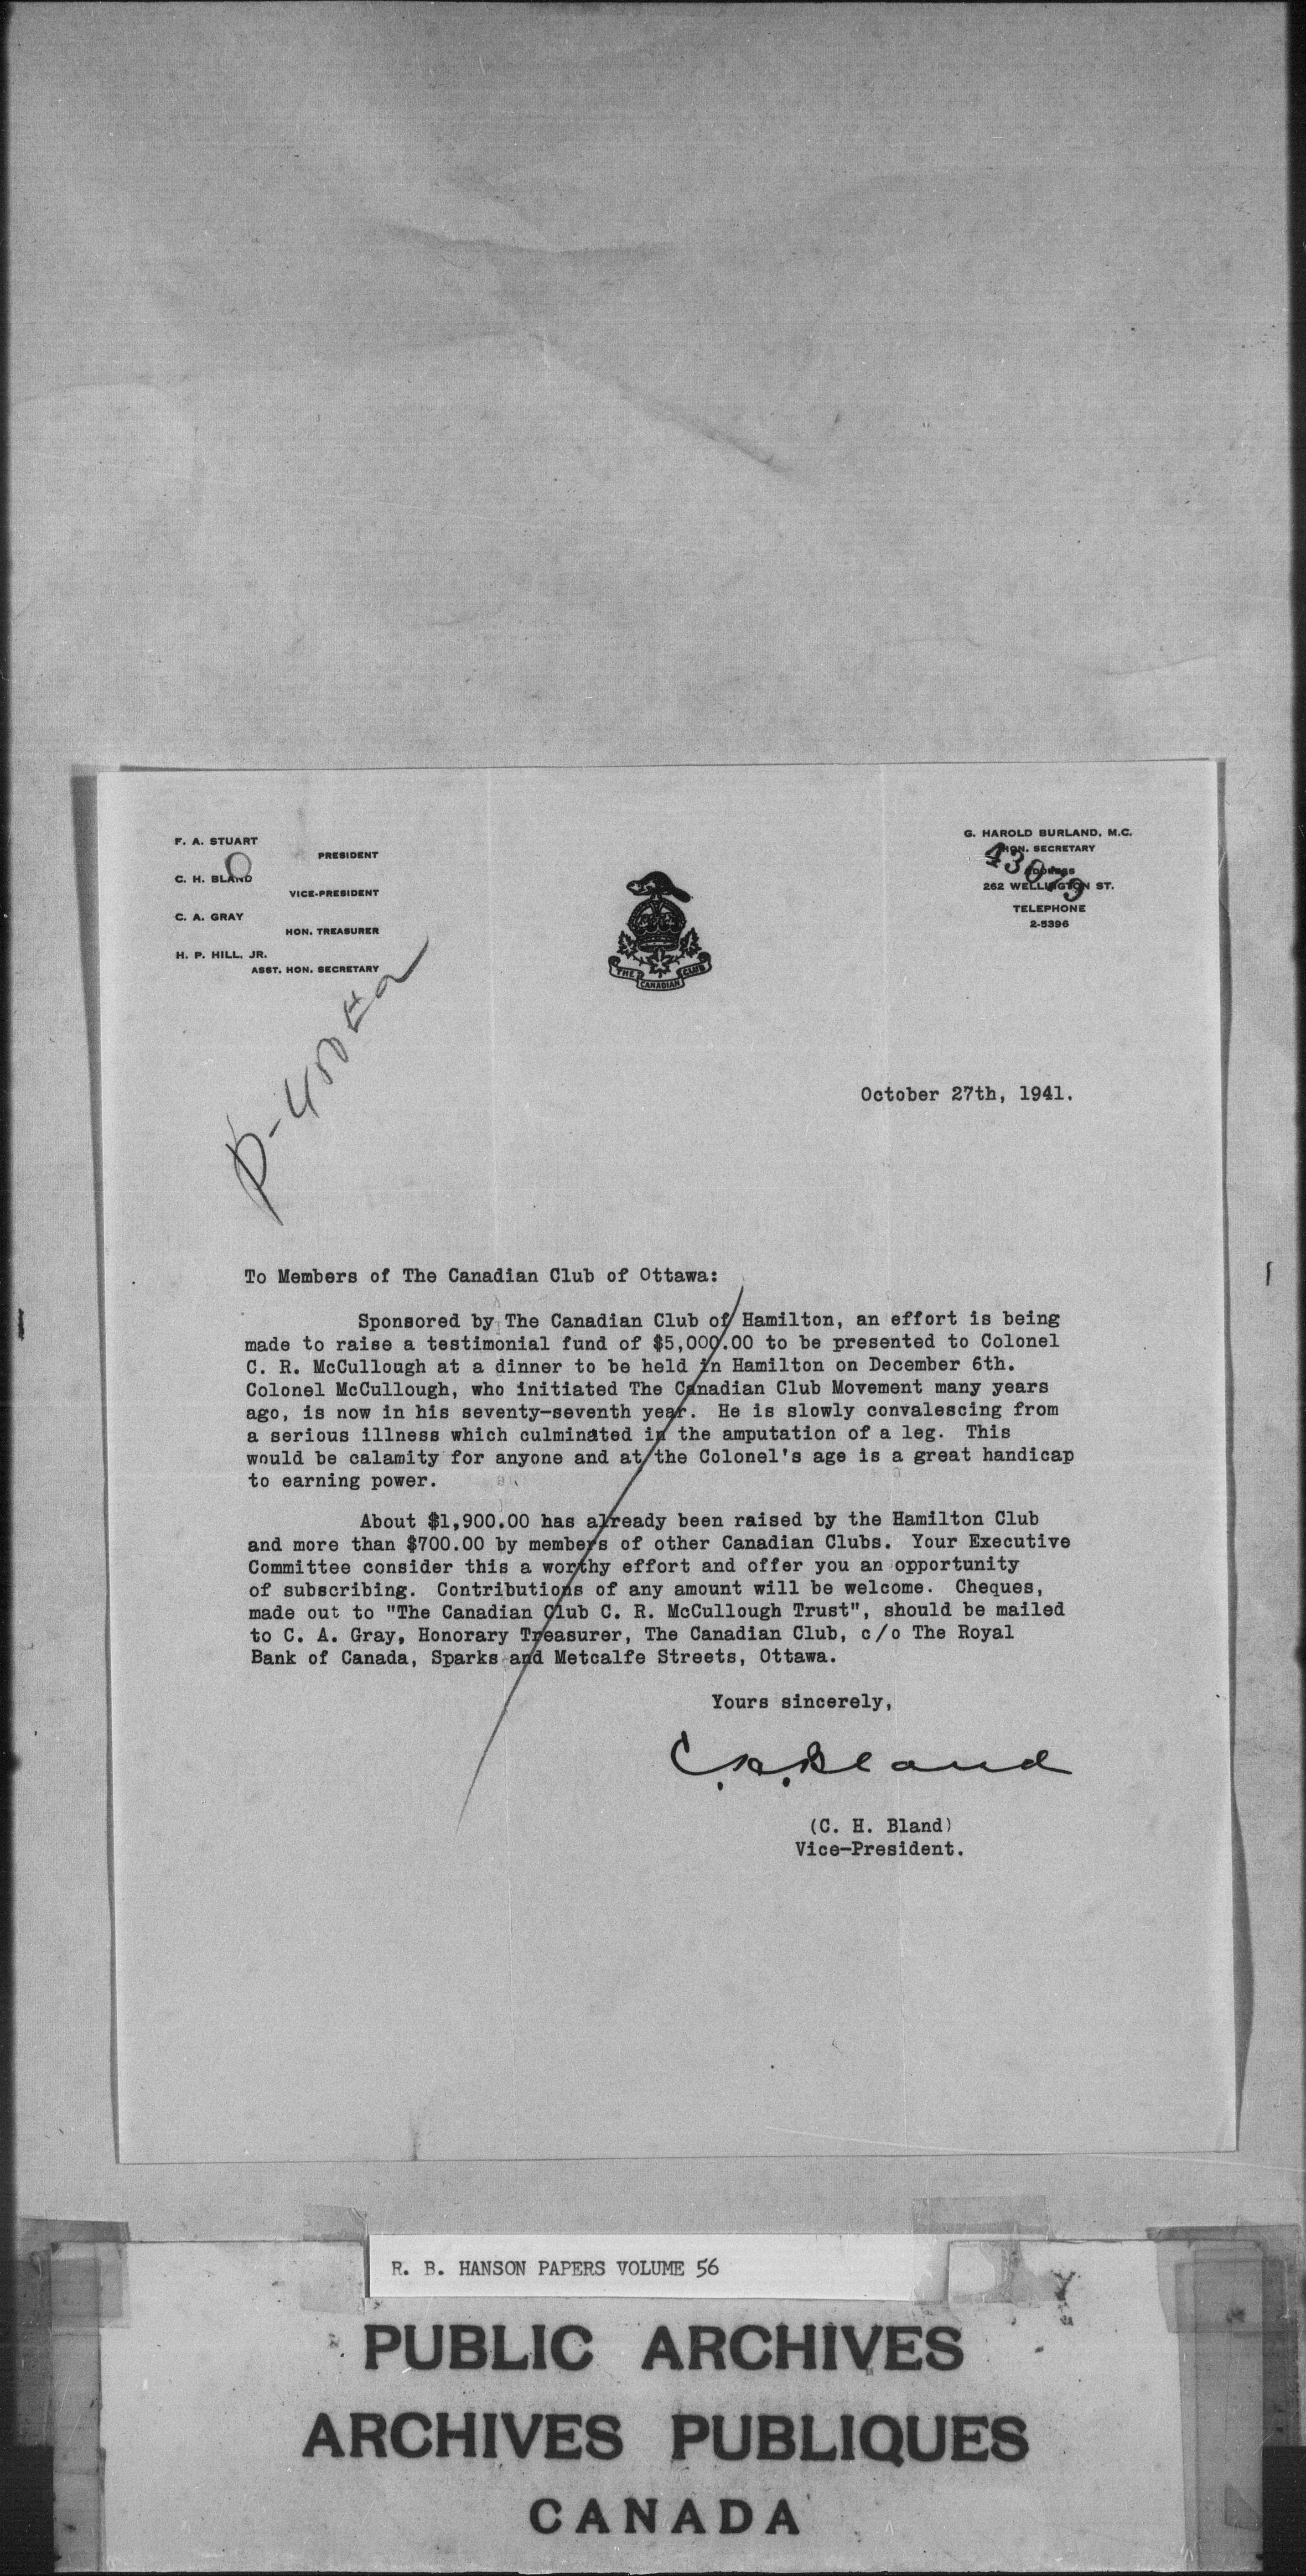 F. A. STUART
PRESIDENT
C. H. BLAND
VICE-PRESIDENT
C. A. GRAY
HON. TREASURER
H. P. HILL, JR.
ASST. HON. SECRETARY
G. HAROLD BURLAND, M.C.
HON. SECRETARY
43079
ADDRESS
262 WELLINGTON ST.
TELEPHONE
2-5396
THE CANADIAN CLUB
October 27th, 1941.
To Members of The Canadian Club of Ottawa:
Sponsored by The Canadian Club of Hamilton, an effort is being
made to raise a testimonial fund of $5,000.00 to be presented to Colonel
C. R. McCullough at a dinner to be held in Hamilton on December 6th.
Colonel McCullough, who initiated The Canadian Club Movement many years
ago, is now in his seventy-seventh year. He is slowly convalescing from
a serious illness which culminated in the amputation of a leg. This
would be calamity for anyone and at the Colonel's age is a great handicap
to earning power.
About $1,900.00 has already been raised by the Hamilton Club
and more than $700.00 by members of other Canadian Clubs. Your Executive
Committee consider this a worthy effort and offer you an opportunity
of subscribing. Contributions of any amount will be welcome. Cheques,
made out to "The Canadian Club C. R. McCullough Trust", should be mailed
to C. A. Gray, Honorary Treasurer, The Canadian Club, c/o The Royal
Bank of Canada, Sparks and Metcalfe Streets, Ottawa.
Yours sincerely,
C. H. Bland
(C. H. Bland)
Vice-President.
R. B. HANSON PAPERS VOLUME 56
PUBLIC ARCHIVES
ARCHIVES PUBLIQUES
CANADA